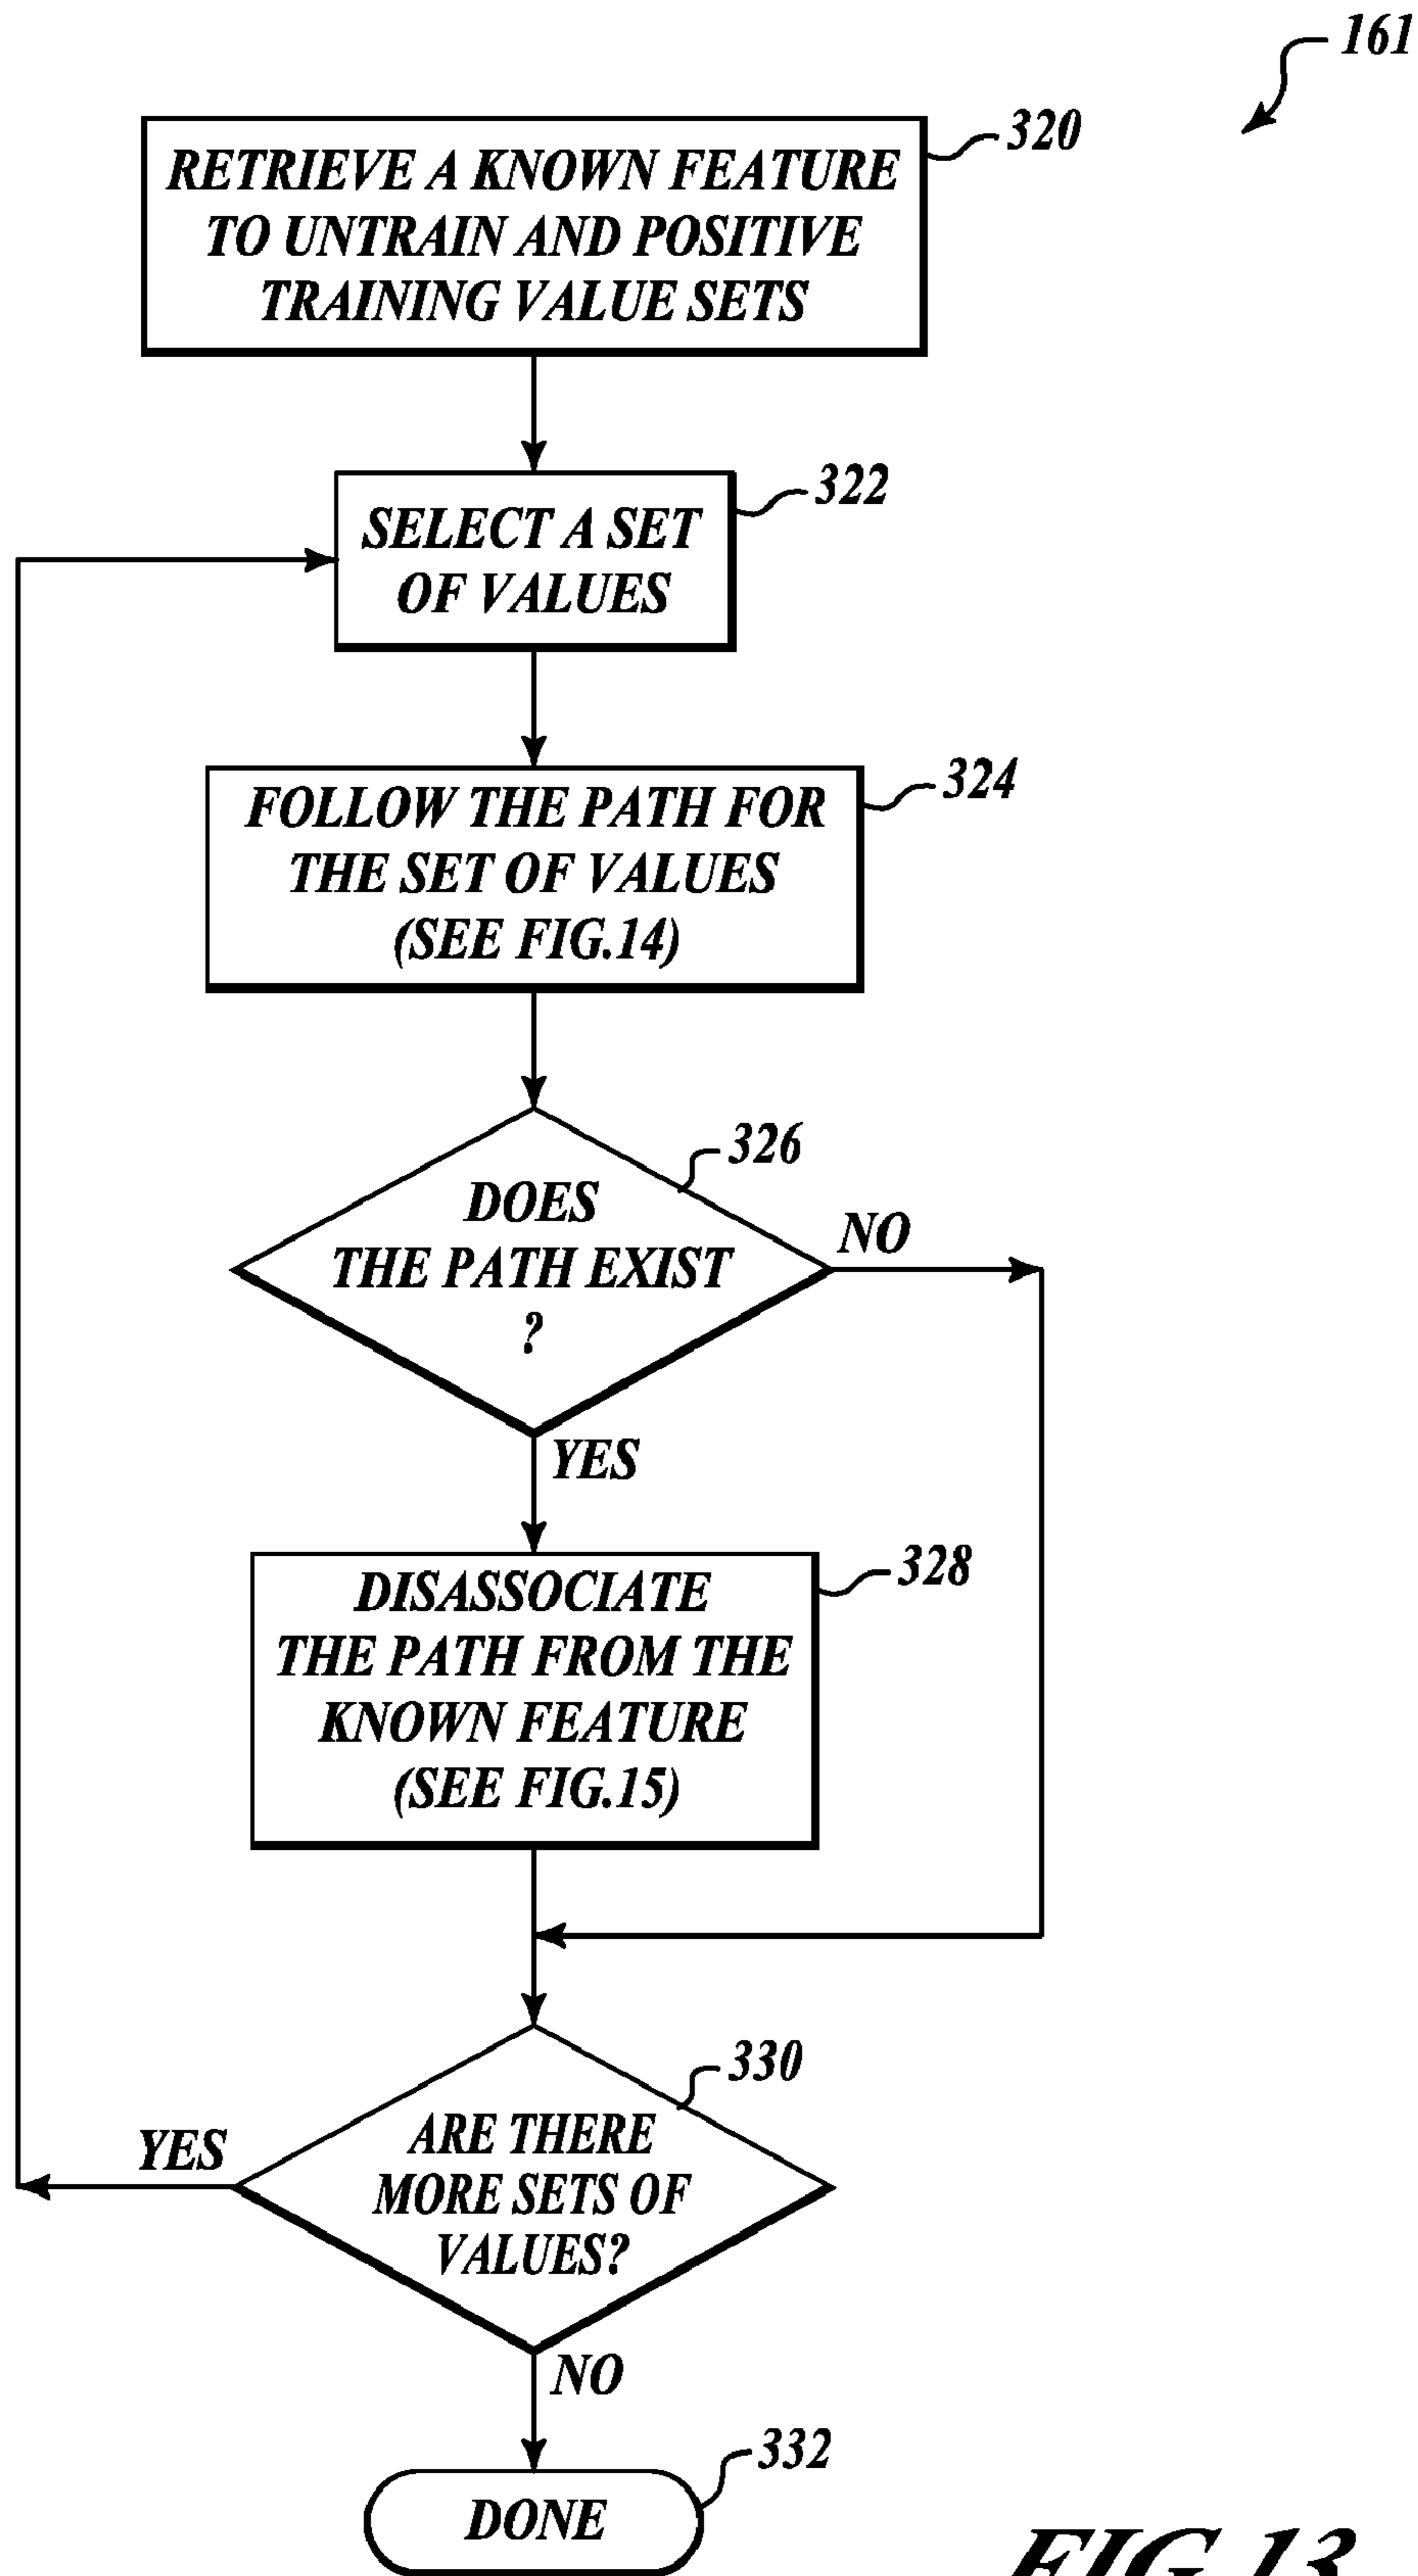 161
320
RETRIEVE A KNOWN FEATURE
TO UNTRAIN AND POSITIVE
TRAINING VALUE SETS
322
SELECT A SET
OF VALUES
324
FOLLOW THE PATH FOR
THE SET OF VALUES
(SEE FIG.14)
326
DOES
THE PATH EXIST
?
NO
YES
328
DISASSOCIATE
THE PATH FROM THE
KNOWN FEATURE
(SEE FIG.15)
330
ARE THERE
MORE SETS OF
VALUES?
YES
NO
332
DONE
FIG.13